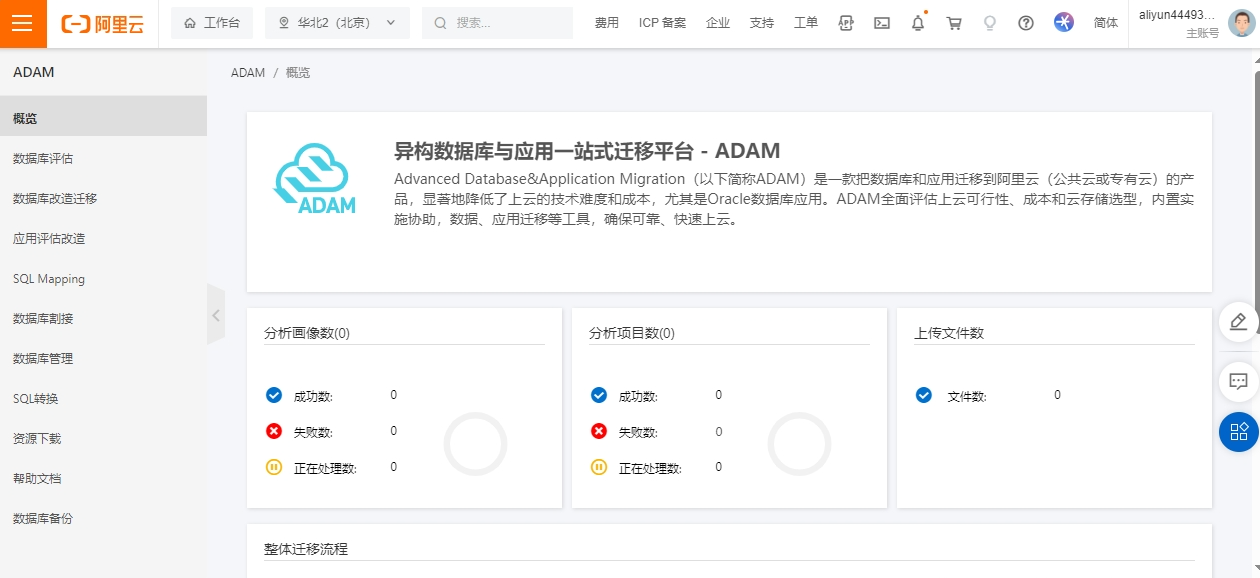 阿里云
工作台
华北2（北京）
搜索...
费用
ICP 备案
企业
支持
工单
简体
aliyun44493...
主账号
ADAM
概览
数据库评估
数据库改造迁移
应用评估改造
SQL Mapping
数据库割接
数据库管理
SQL转换
资源下载
帮助文档
数据库备份
ADAM / 概览
ADAM
异构数据库与应用一站式迁移平台 - ADAM
Advanced Database&Application Migration（以下简称ADAM）是一款把数据库和应用迁移到阿里云（公共云或专有云）的产
品，显著地降低了上云的技术难度和成本，尤其是Oracle数据库应用。ADAM全面评估上云可行性、成本和云存储选型，内置实
施协助，数据、应用迁移等工具，确保可靠、快速上云。
分析画像数(0)
成功数: 0
失败数: 0
正在处理数: 0
分析项目数(0)
成功数: 0
失败数: 0
正在处理数: 0
上传文件数
文件数: 0
整体迁移流程